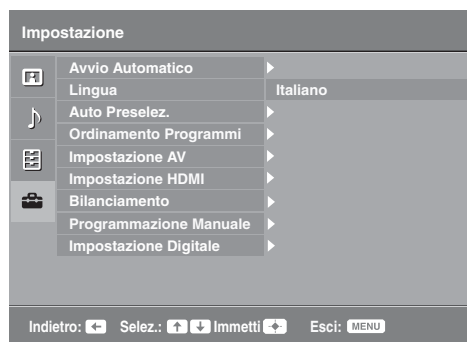 Impostazione
Avvio Automatico
Lingua Italiano
Auto Preselez.
Ordinamento Programmi
Impostazione AV
Impostazione HDMI
Bilanciamento
Programmazione Manuale
Impostazione Digitale
Indietro: Selez.: Immetti Esci: MENU